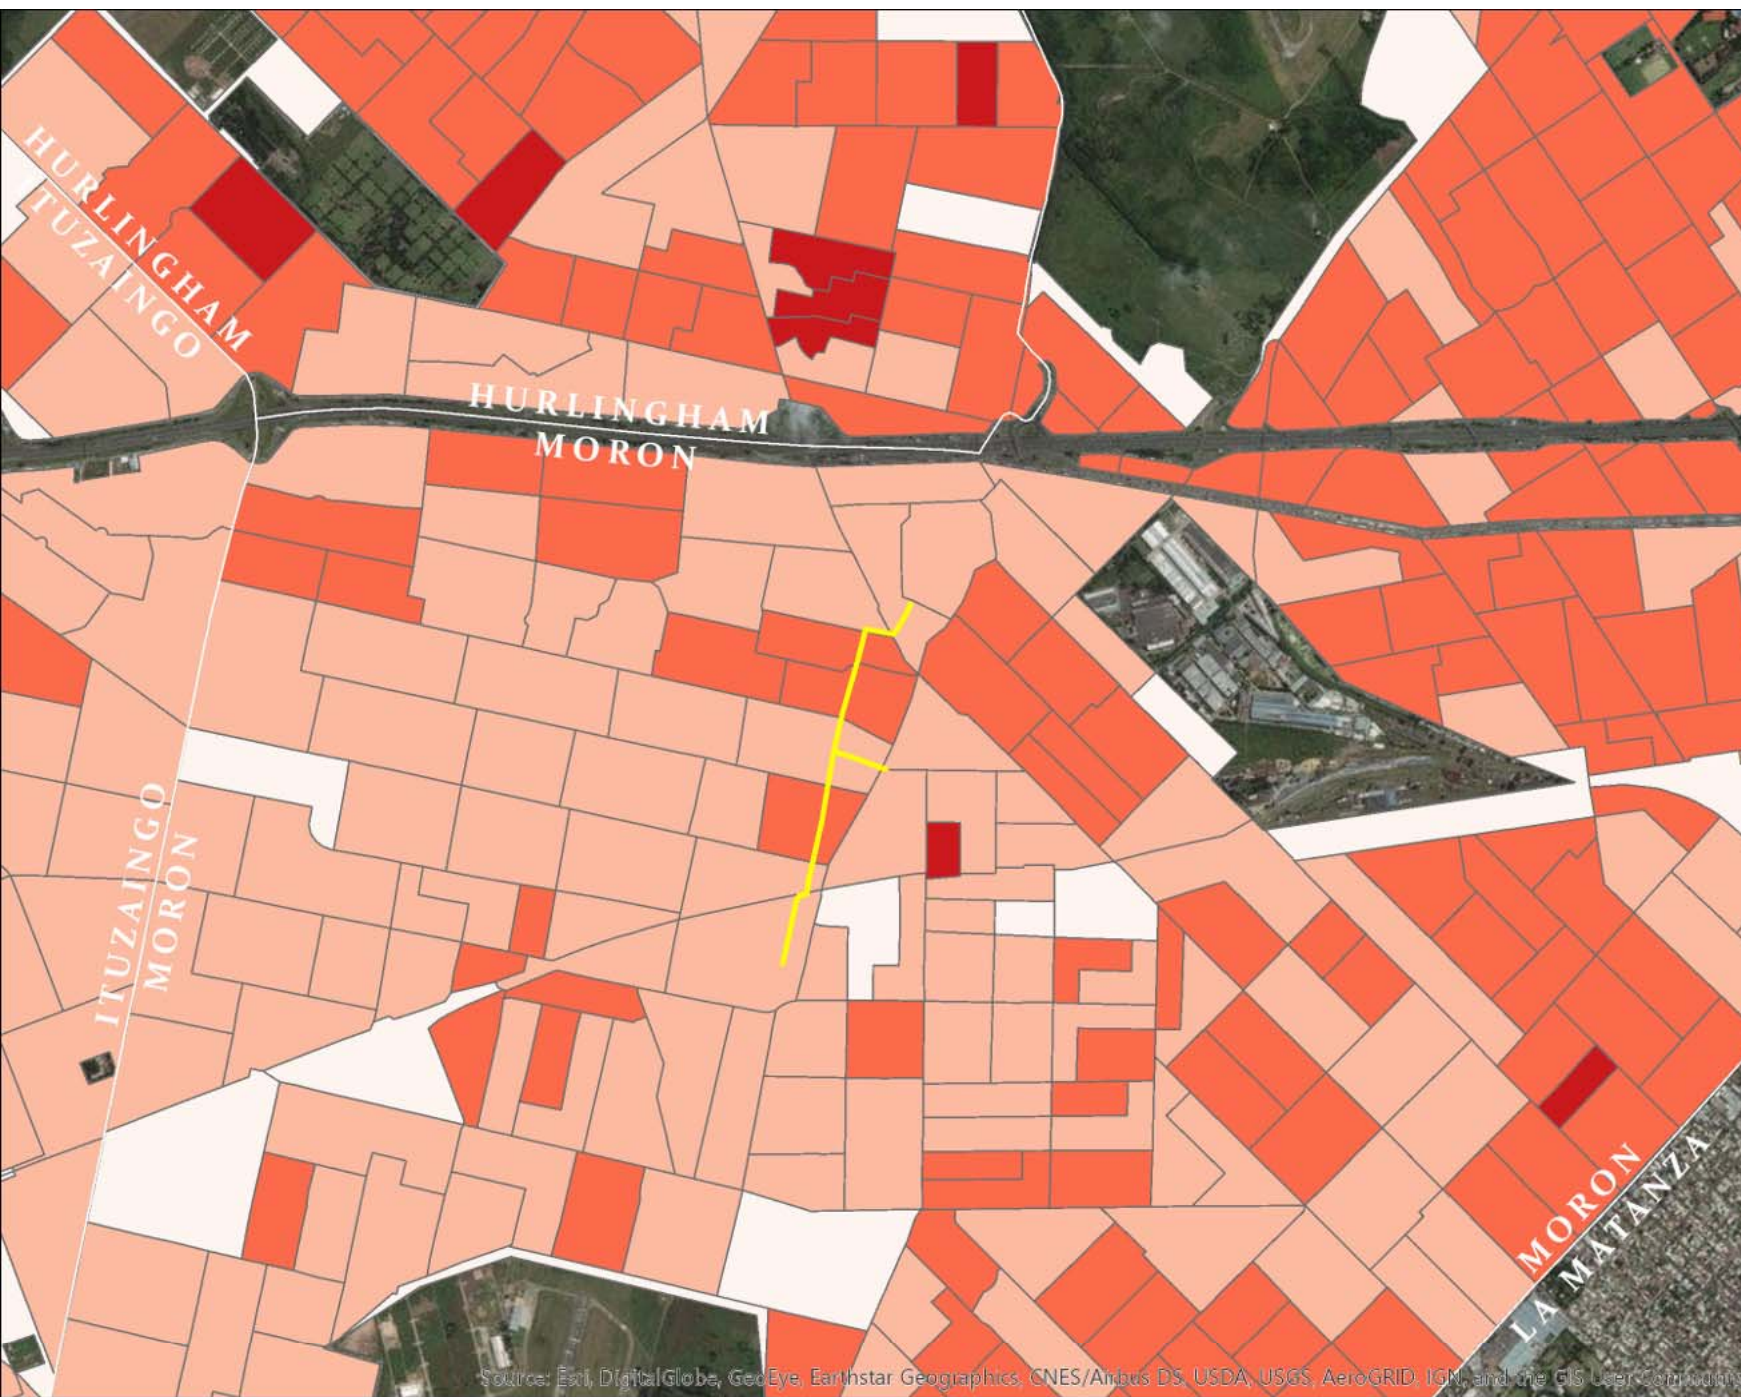 HURLINGHAM
ITUZAINGO
HURLINGHAM
MORON
ITUZAINGO
MORON
MORON
LA MATANZA
Source: Esri, DigitalGlobe, GeoEye, Earthstar Geographics, CNES/Airbus DS, USDA, USGS, AeroGRID, IGN, and the GIS User Community